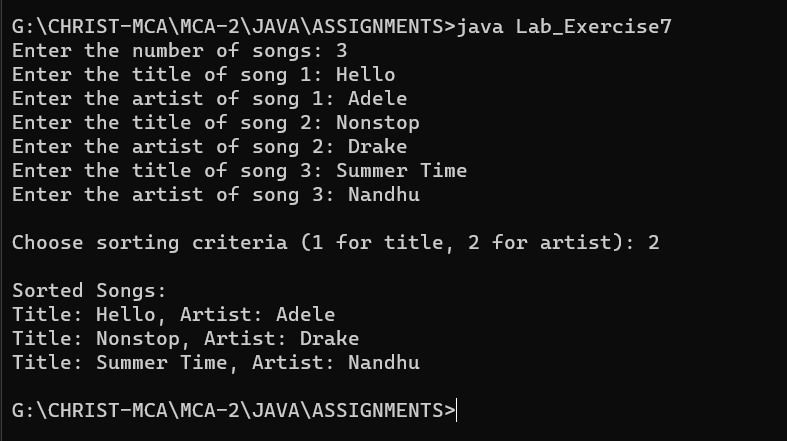 G:\CHRIST-MCA\MCA-2\JAVA\ASSIGNMENTS>java Lab_Exercise7
Enter the number of songs: 3
Enter the title of song 1: Hello
Enter the artist of song 1: Adele
Enter the title of song 2: Nonstop
Enter the artist of song 2: Drake
Enter the title of song 3: Summer Time
Enter the artist of song 3: Nandhu
Choose sorting criteria (1 for title, 2 for artist): 2
Sorted Songs:
Title: Hello, Artist: Adele
Title: Nonstop, Artist: Drake
Title: Summer Time, Artist: Nandhu
G:\CHRIST-MCA\MCA-2\JAVA\ASSIGNMENTS>